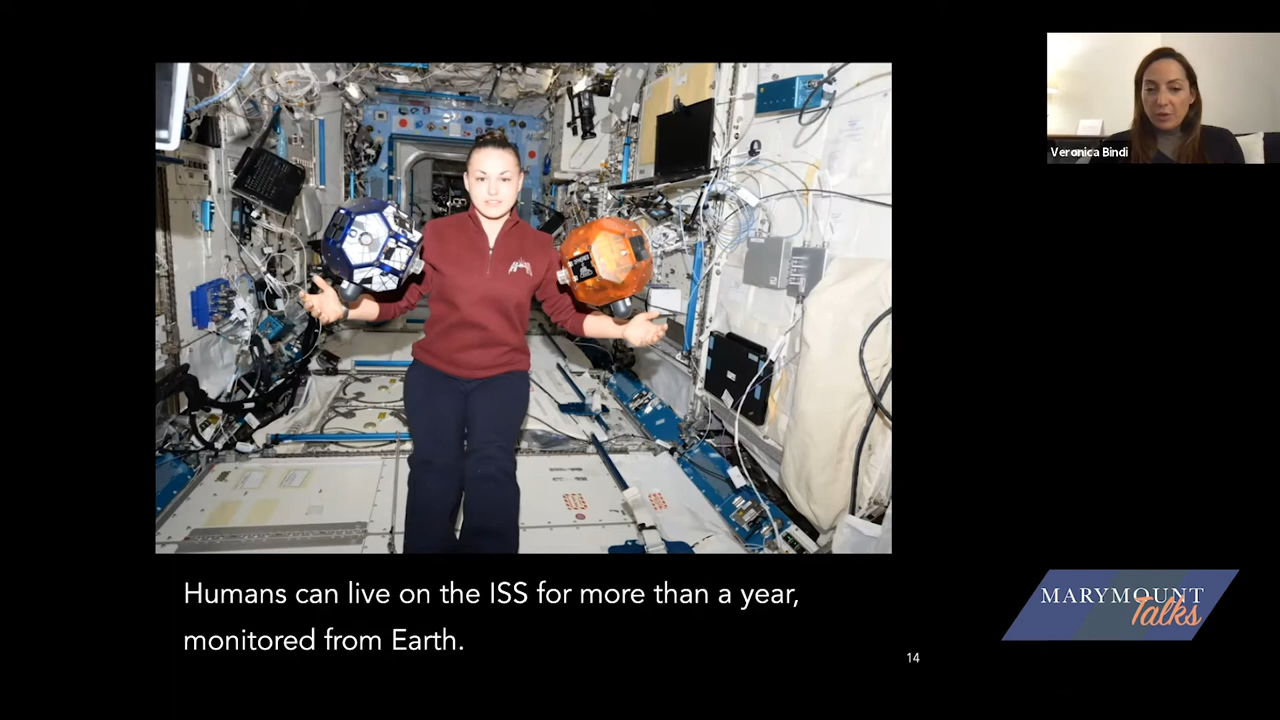 Veronica Bindi
Humans can live on the ISS for more than a year,
monitored from Earth.
14
MARYMOUNT
Talks